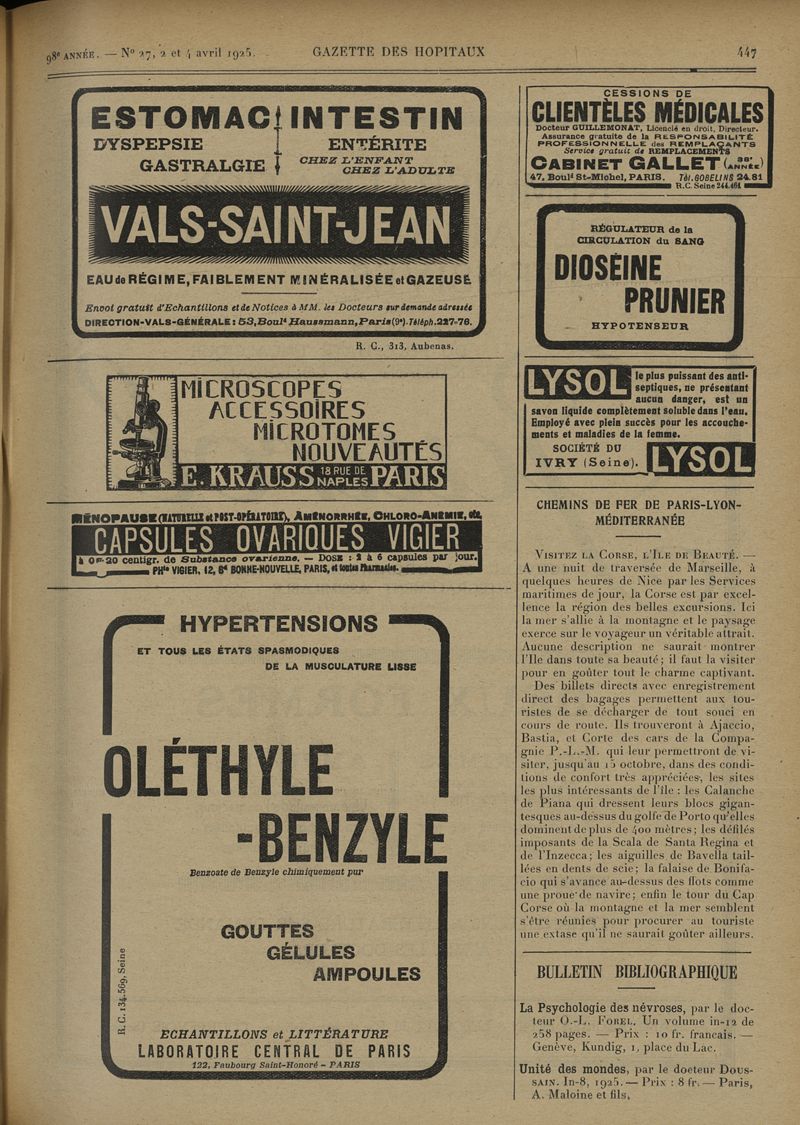 98e ANNÉE. — No 27, 2 et 4 avril 1925.
GAZETTE DES HOPITAUX
447
ESTOMAC INTESTIN
DYSPEPSIE ENTÉRITE
GASTRALGIE CHEZ L'ENFANT
CHEZ L'ADULTE
VALS-SAINT-JEAN
EAU de RÉGIME, FAIBLEMENT MINÉRALISÉE et GAZEUSE
Envoi gratuit d'Echantillons et de Notices à MM. les Docteurs sur demande adressée
DIRECTION-VALS-GÉNÉRALE: 53, Boulᵈ Haussmann, Paris (9ᵉ). Téléph. 227-76.
R. C., 313, Aubenas.
MICROSCOPES
ACCESSOIRES
MICROTOMES
NOUVEAUTÉS
E. KRAUSS 18 RUE DE NAPLES PARIS
MÉNOPAUSE (NATURELLE et POST-OPÉRATOIRE), AMÉNORRHÉE, CHLORO-ANÉMIE, etc.
CAPSULES OVARIQUES VIGIER
à 0gr.20 centigr. de Substance ovarienne. — DOSE : 2 à 6 capsules par jour.
PHie VIGIER, 12, Bᵈ BONNE-NOUVELLE, PARIS, et toutes Pharmacies.
HYPERTENSIONS
ET TOUS LES ÉTATS SPASMODIQUES
DE LA MUSCULATURE LISSE
OLÉTHYLE
-BENZYLE
Benzoate de Benzyle chimiquement pur
GOUTTES
GÉLULES
AMPOULES
R. C. 134.569. Seine
ECHANTILLONS et LITTÉRATURE
LABORATOIRE CENTRAL DE PARIS
122, Faubourg Saint-Honoré - PARIS
CESSIONS DE
CLIENTÈLES MÉDICALES
Docteur GUILLEMONAT, Licencié en droit, Directeur.
Assurance gratuite de la RESPONSABILITÉ
PROFESSIONNELLE des REMPLAÇANTS
Service gratuit de REMPLACEMENTS
CABINET GALLET (38e ANNÉE)
47, Boulᵈ St-Michel, PARIS. Tél. GOBELINS 24.81
R.C. Seine 244.461
RÉGULATEUR de la
CIRCULATION du SANG
DIOSÉINE
PRUNIER
HYPOTENSEUR
LYSOL le plus puissant des anti-
septiques, ne présentant
aucun danger, est un
savon liquide complètement soluble dans l'eau.
Employé avec plein succès pour les accouche-
ments et maladies de la femme.
SOCIÉTÉ DU
IVRY (Seine). LYSOL
CHEMINS DE FER DE PARIS-LYON-
MÉDITERRANÉE
VISITEZ LA CORSE, L'ILE DE BEAUTÉ. —
A une nuit de traversée de Marseille, à
quelques heures de Nice par les Services
maritimes de jour, la Corse est par excel-
lence la région des belles excursions. Ici
la mer s'allie à la montagne et le paysage
exerce sur le voyageur un véritable attrait.
Aucune description ne saurait montrer
l'Ile dans toute sa beauté; il faut la visiter
pour en goûter tout le charme captivant.
Des billets directs avec enregistrement
direct des bagages permettent aux tou-
ristes de se décharger de tout souci en
cours de route. Ils trouveront à Ajaccio,
Bastia, et Corte des cars de la Compa-
gnie P.-L.-M. qui leur permettront de vi-
siter, jusqu'au 15 octobre, dans des condi-
tions de confort très appréciées, les sites
les plus intéressants de l'île : les Calanche
de Piana qui dressent leurs blocs gigan-
tesques au-dessus du golfe de Porto qu'elles
dominent de plus de 400 mètres; les défilés
imposants de la Scala de Santa Regina et
de l'Inzecca; les aiguilles de Bavella tail-
lées en dents de scie; la falaise de Bonifa-
cio qui s'avance au-dessus des flots comme
une proue de navire; enfin le tour du Cap
Corse où la montagne et la mer semblent
s'être réunies pour procurer au touriste
une extase qu'il ne saurait goûter ailleurs.
BULLETIN BIBLIOGRAPHIQUE
La Psychologie des névroses, par le doc-
teur O.-L. FOREL. Un volume in-12 de
258 pages. — Prix : 10 fr. francais. —
Genève, Kundig, 1, place du Lac.
Unité des mondes, par le docteur DOUS-
SAIN. In-8, 1925. — Prix : 8 fr. — Paris,
A. Maloine et fils,